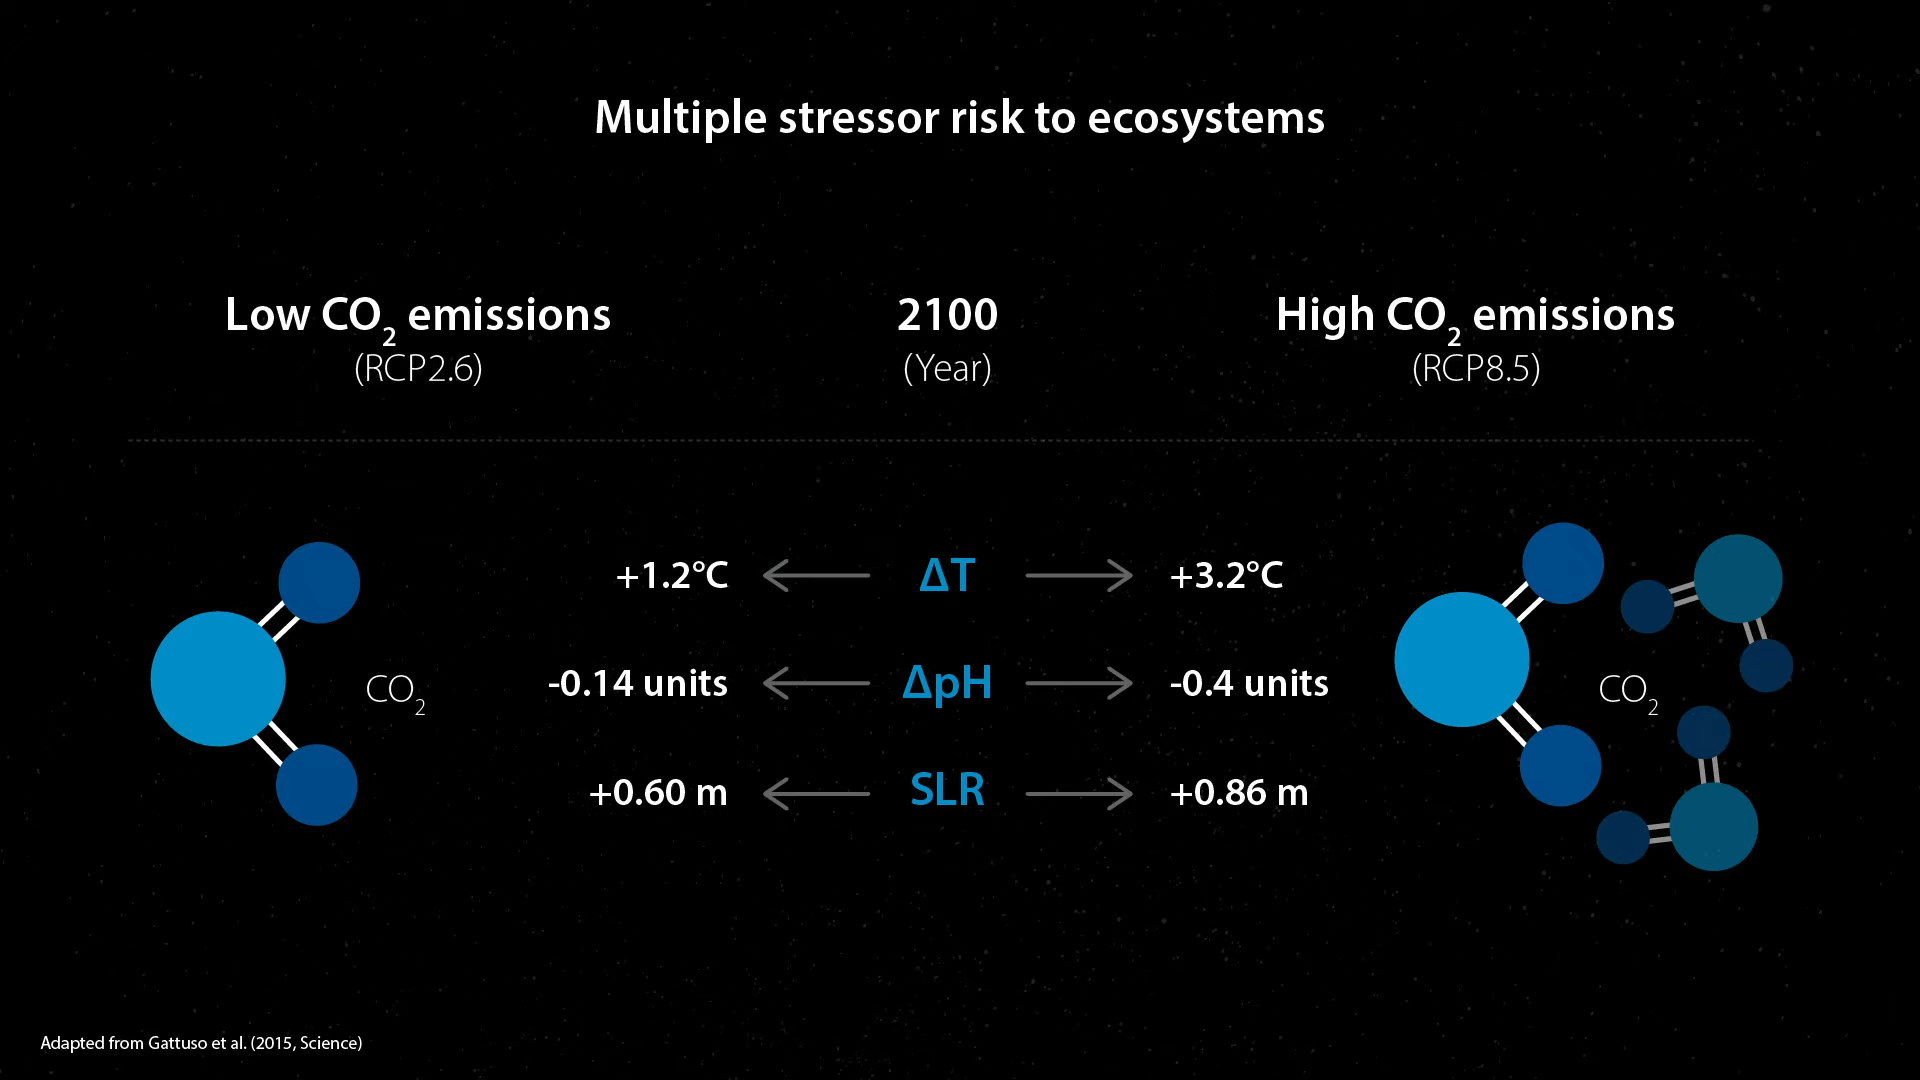 Multiple stressor risk to ecosystems
Low CO₂ emissions 2100 High CO₂ emissions
(RCP2.6) (Year) (RCP8.5)
+1.2°C ΔT +3.2°C
-0.14 units ΔpH -0.4 units
CO₂ CO₂
+0.60 m SLR +0.86 m
Adapted from Gattuso et al. (2015, Science)